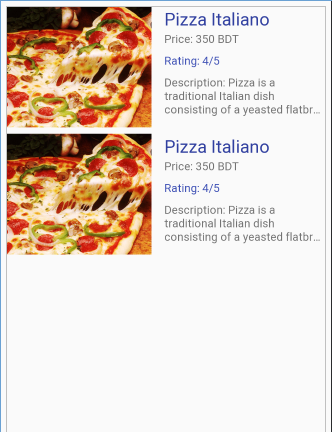 Pizza Italiano
Price: 350 BDT
Rating: 4/5
Description: Pizza is a
traditional Italian dish
consisting of a yeasted flatbr...
Pizza Italiano
Price: 350 BDT
Rating: 4/5
Description: Pizza is a
traditional Italian dish
consisting of a yeasted flatbr...